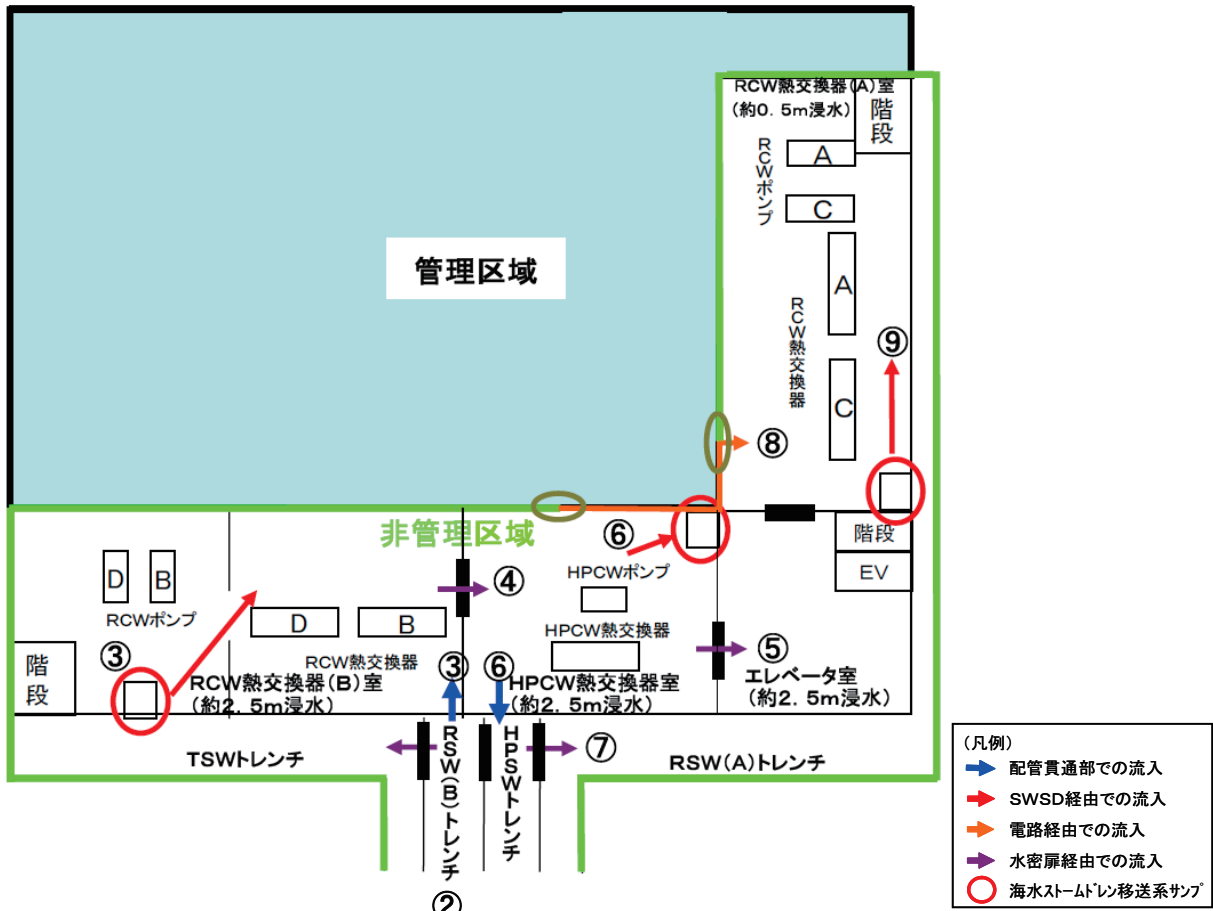 RCW熱交換器(A)室
(約0.5m浸水)
階段
RCWポンプ
A
C
管理区域
A
RCW熱交換器
⑨
C
⑧
非管理区域
⑥
階段
EV
HPCWポンプ
④
D
B
RCWポンプ
D
B
HPCW熱交換器
⑤
③
階段
RCW熱交換器
③
⑥
RCW熱交換器(B)室
(約2.5m浸水)
HPCW熱交換器室
(約2.5m浸水)
エレベータ室
(約2.5m浸水)
TSWトレンチ
RSW(B)トレンチ
HPSWトレンチ
⑦
RSW(A)トレンチ
②
(凡例)
配管貫通部での流入
SWSD経由での流入
電路経由での流入
水密扉経由での流入
海水ストームドレン移送系サンプ